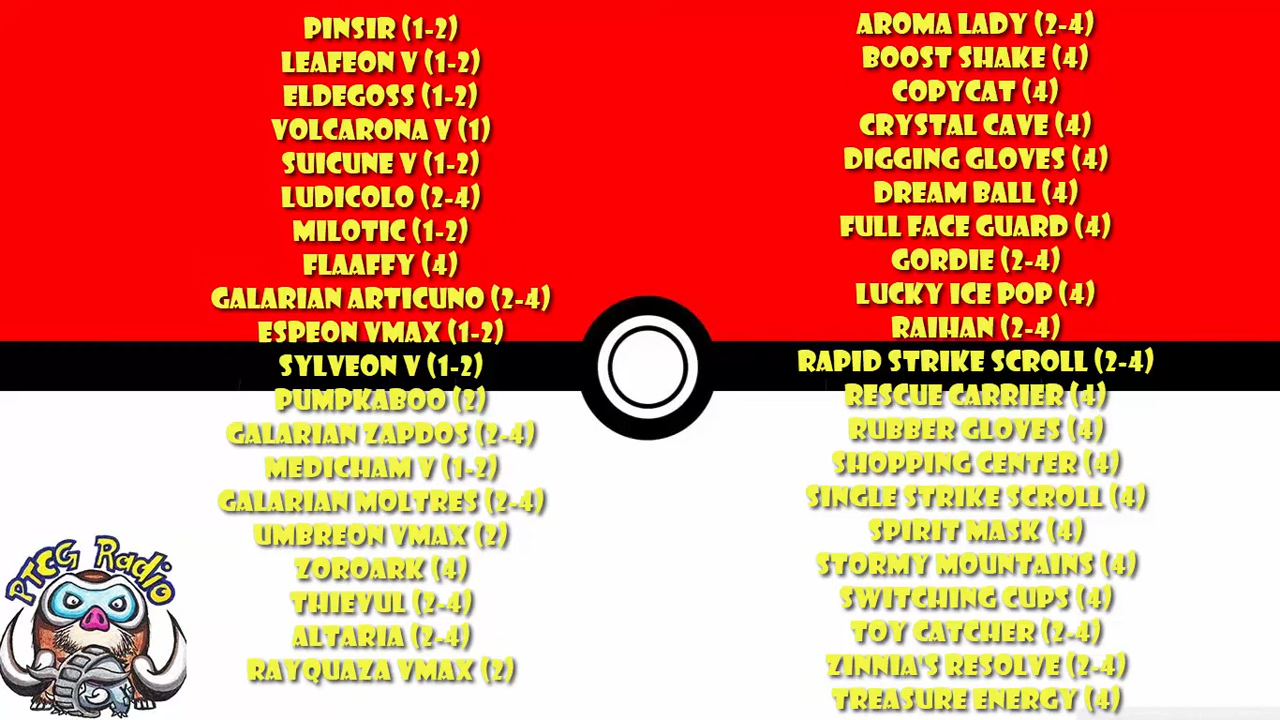 PINSIR (1-2)
LEAFEON V (1-2)
ELDEGOSS (1-2)
VOLCARONA V (1)
SUICUNE V (1-2)
LUDICOLO (2-4)
MILOTIC (1-2)
FLAAFFY (4)
GALARIAN ARTICUNO (2-4)
ESPEON VMAX (1-2)
SYLVEON V (1-2)
PUMPKABOO (2)
GALARIAN ZAPDOS (2-4)
MEDICHAM V (1-2)
GALARIAN MOLTRES (2-4)
UMBREON VMAX (2)
ZOROARK (4)
THIEVUL (2-4)
ALTARIA (2-4)
RAYQUAZA VMAX (2)
AROMA LADY (2-4)
BOOST SHAKE (4)
COPYCAT (4)
CRYSTAL CAVE (4)
DIGGING GLOVES (4)
DREAM BALL (4)
FULL FACE GUARD (4)
GORDIE (2-4)
LUCKY ICE POP (4)
RAIHAN (2-4)
RAPID STRIKE SCROLL (2-4)
RESCUE CARRIER (4)
RUBBER GLOVES (4)
SHOPPING CENTER (4)
SINGLE STRIKE SCROLL (4)
SPIRIT MASK (4)
STORMY MOUNTAINS (4)
SWITCHING CUPS (4)
TOY CATCHER (2-4)
ZINNIA'S RESOLVE (2-4)
TREASURE ENERGY (4)
PTCG Radio